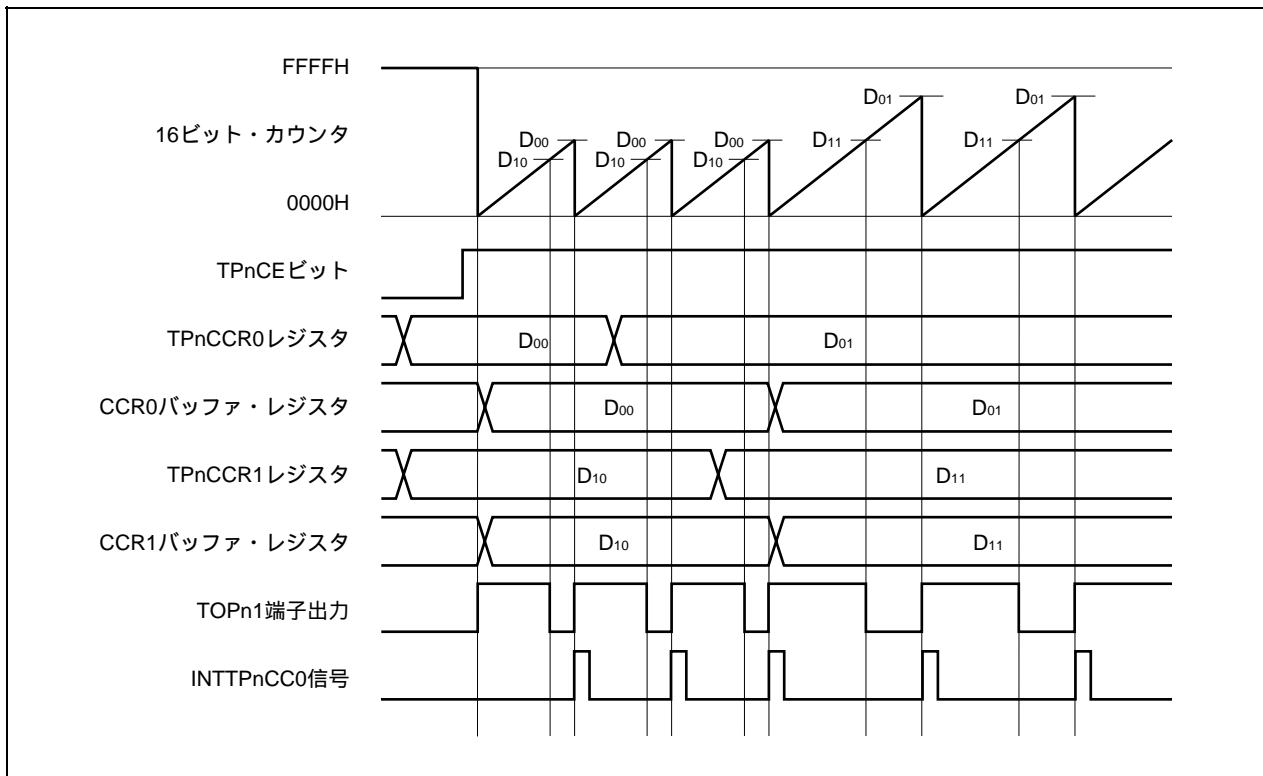 FFFFH
16ビット・カウンタ
0000H
D01 D01
D00 D00 D00 D11 D11
D10 D10 D10
TPnCEビット
TPnCCR0レジスタ D00 D01
CCR0バッファ・レジスタ D00 D01
TPnCCR1レジスタ D10 D11
CCR1バッファ・レジスタ D10 D11
TOPn1端子出力
INTTPnCC0信号